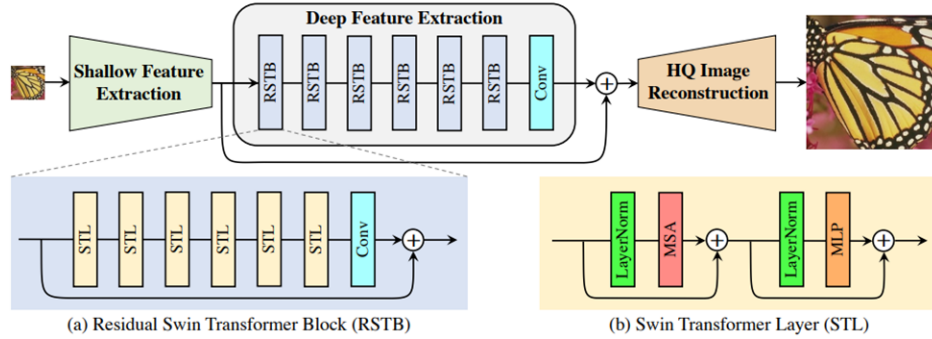 Deep Feature Extraction
Shallow Feature
Extraction
RSTB
RSTB
RSTB
RSTB
RSTB
RSTB
Conv
+
HQ Image
Reconstruction
STL
STL
STL
STL
STL
STL
Conv
+
(a) Residual Swin Transformer Block (RSTB)
LayerNorm
MSA
+
LayerNorm
MLP
+
(b) Swin Transformer Layer (STL)